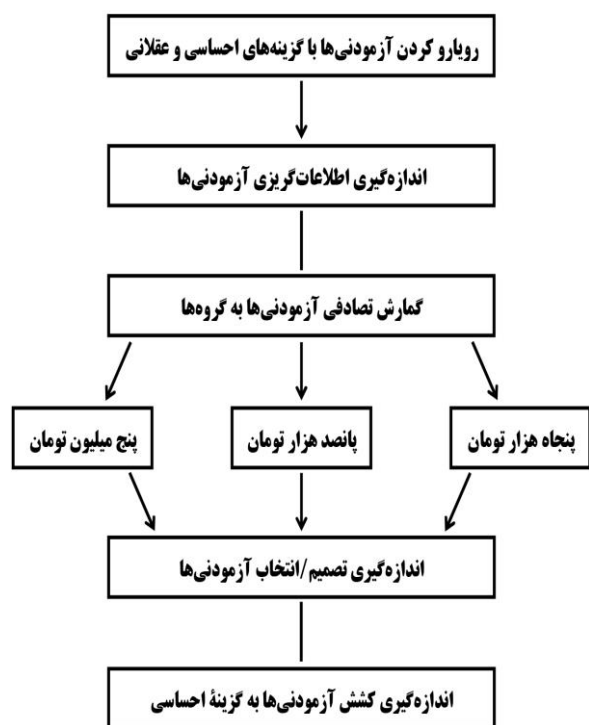 رویارو کردن آزمودنی‌ها با گزینه‌های احساسی و عقلانی
اندازه‌گیری اطلاعات‌گریزی آزمودنی‌ها
گمارش تصادفی آزمودنی‌ها به گروه‌ها
پنجاه هزار تومان
پانصد هزار تومان
پنج میلیون تومان
اندازه‌گیری تصمیم/انتخاب آزمودنی‌ها
اندازه‌گیری کشش آزمودنی‌ها به گزینهٔ احساسی